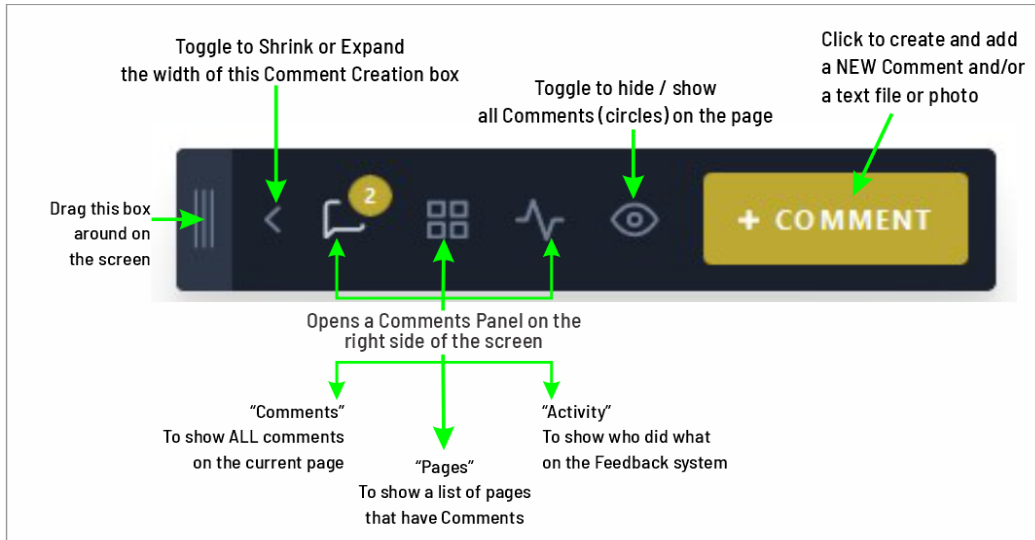 Toggle to Shrink or Expand
the width of this Comment Creation box
Toggle to hide / show
all Comments (circles) on the page
Click to create and add
a NEW Comment and/or
a text file or photo
Drag this box
around on
the screen
2
+ COMMENT
Opens a Comments Panel on the
right side of the screen
“Comments”
To show ALL comments
on the current page
“Pages”
To show a list of pages
that have Comments
“Activity”
To show who did what
on the Feedback system